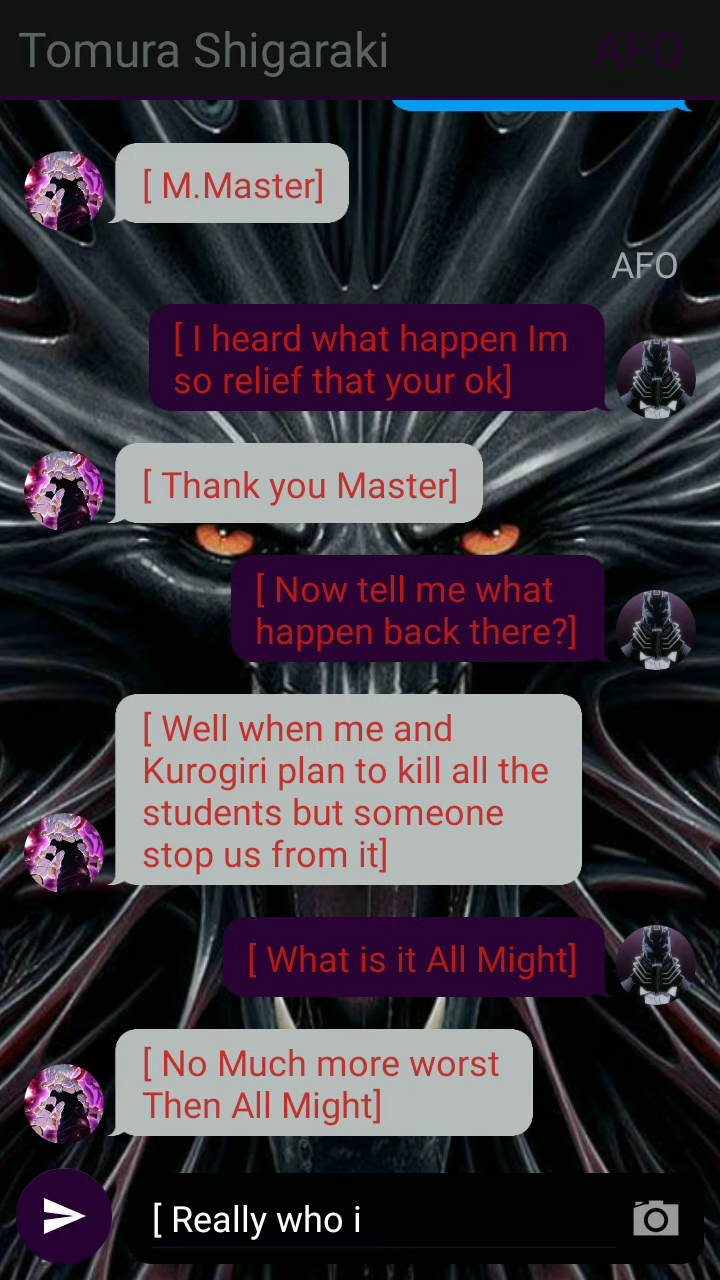 Tomura Shigaraki AFO
[ M.Master]
AFO
[ I heard what happen Im
so relief that your ok]
[ Thank you Master]
[ Now tell me what
happen back there?]
[ Well when me and
Kurogiri plan to kill all the
students but someone
stop us from it]
[ What is it All Might]
[ No Much more worst
Then All Might]
[ Really who i